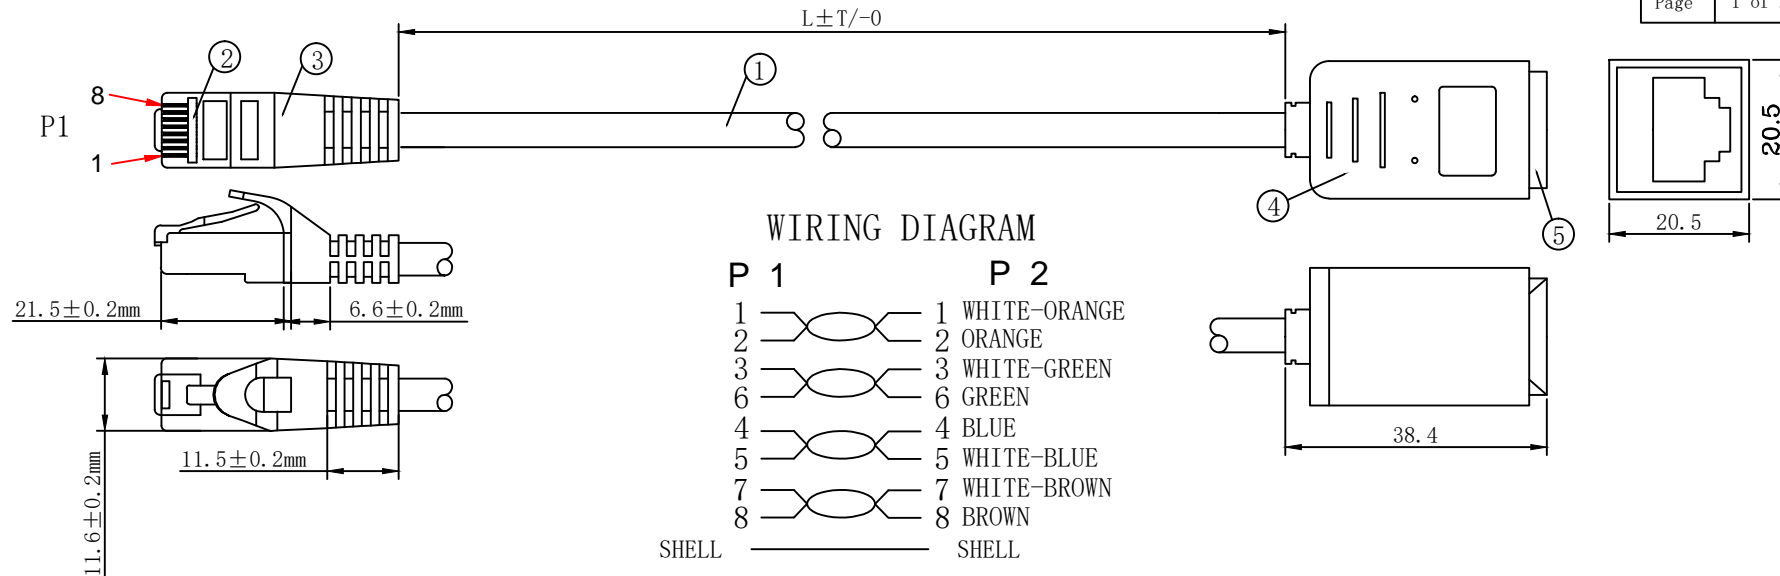 L±T/-0
Page
1 of
② ③ ①
8
P1
1
20.5
④ ⑤
20.5
WIRING DIAGRAM
P 1 P 2
21.5±0.2mm 6.6±0.2mm
1 1 WHITE-ORANGE
2 2 ORANGE
3 3 WHITE-GREEN
6 6 GREEN
4 4 BLUE
5 5 WHITE-BLUE
7 7 WHITE-BROWN
8 8 BROWN
SHELL SHELL
38.4
11.5±0.2mm
11.6±0.2mm